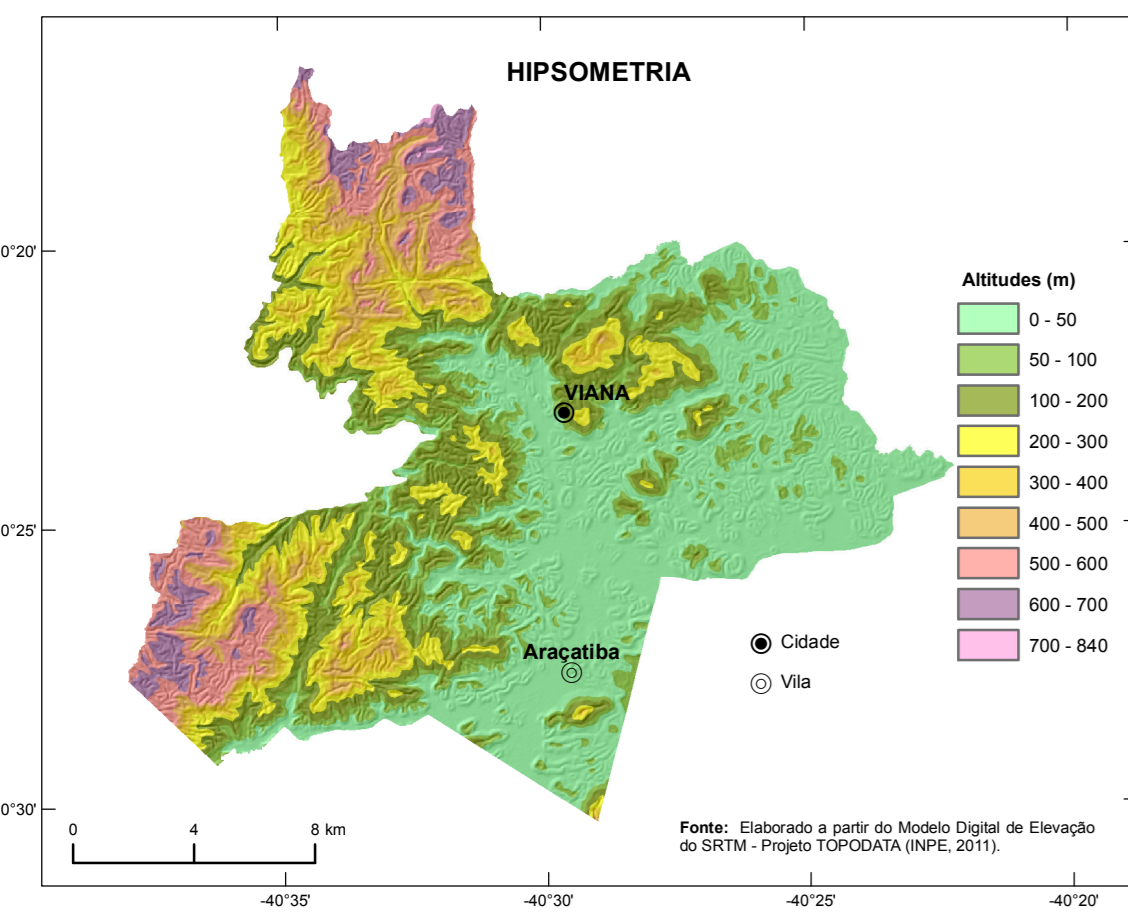 HIPSOMETRIA
0°20'
Altitudes (m)
0 - 50
50 - 100
100 - 200
200 - 300
300 - 400
400 - 500
500 - 600
600 - 700
700 - 840
VIANA
0°25'
Araçatiba
Cidade
Vila
0°30'
0 4 8 km
Fonte: Elaborado a partir do Modelo Digital de Elevação
do SRTM - Projeto TOPODATA (INPE, 2011).
-40°35' -40°30' -40°25' -40°20'